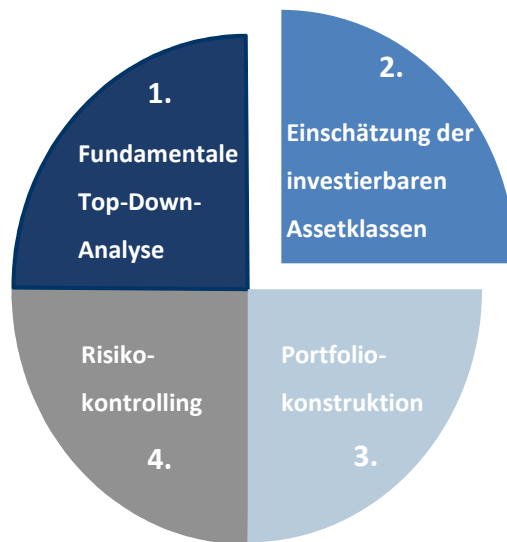 1.
Fundamentale
Top-Down-
Analyse
2.
Einschätzung der
investierbaren
Assetklassen
Portfolio-
konstruktion
3.
Risiko-
kontrolling
4.